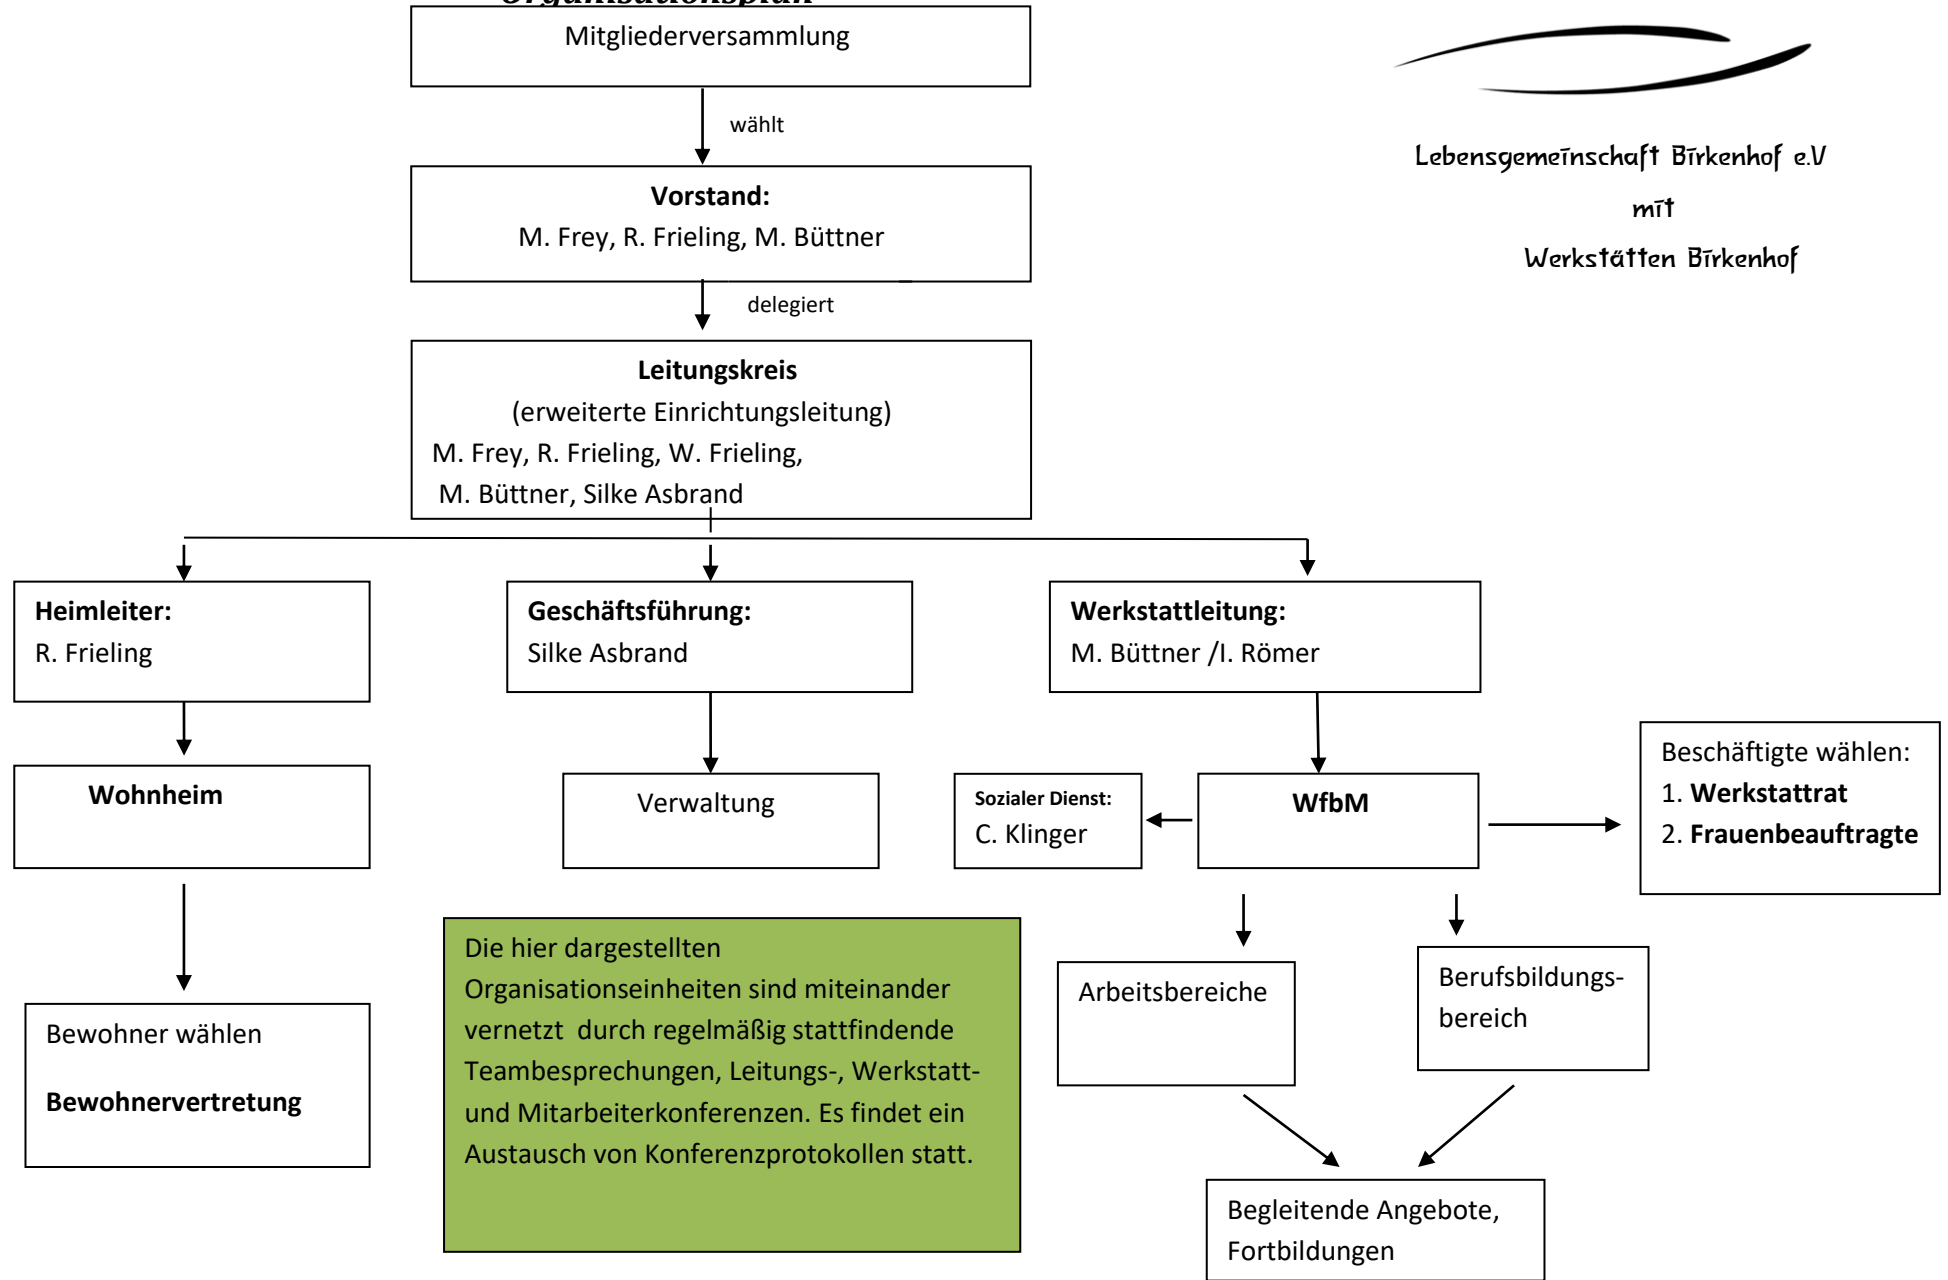 Organisationsplan
Mitgliederversammlung
wählt
Lebensgemeinschaft Birkenhof e.V
mit
Werkstätten Birkenhof
Vorstand:
M. Frey, R. Frieling, M. Büttner
delegiert
Leitungskreis
(erweiterte Einrichtungsleitung)
M. Frey, R. Frieling, W. Frieling,
M. Büttner, Silke Asbrand
Heimleiter:
R. Frieling
Geschäftsführung:
Silke Asbrand
Werkstattleitung:
M. Büttner /I. Römer
Wohnheim
Verwaltung
Sozialer Dienst:
C. Klinger
WfbM
Beschäftigte wählen:
1. Werkstattrat
2. Frauenbeauftragte
Bewohner wählen
Bewohnervertretung
Die hier dargestellten
Organisationseinheiten sind miteinander
vernetzt  durch regelmäßig stattfindende
Teambesprechungen, Leitungs-, Werkstatt-
und Mitarbeiterkonferenzen. Es findet ein
Austausch von Konferenzprotokollen statt.
Arbeitsbereiche
Berufsbildungs-
bereich
Begleitende Angebote,
Fortbildungen